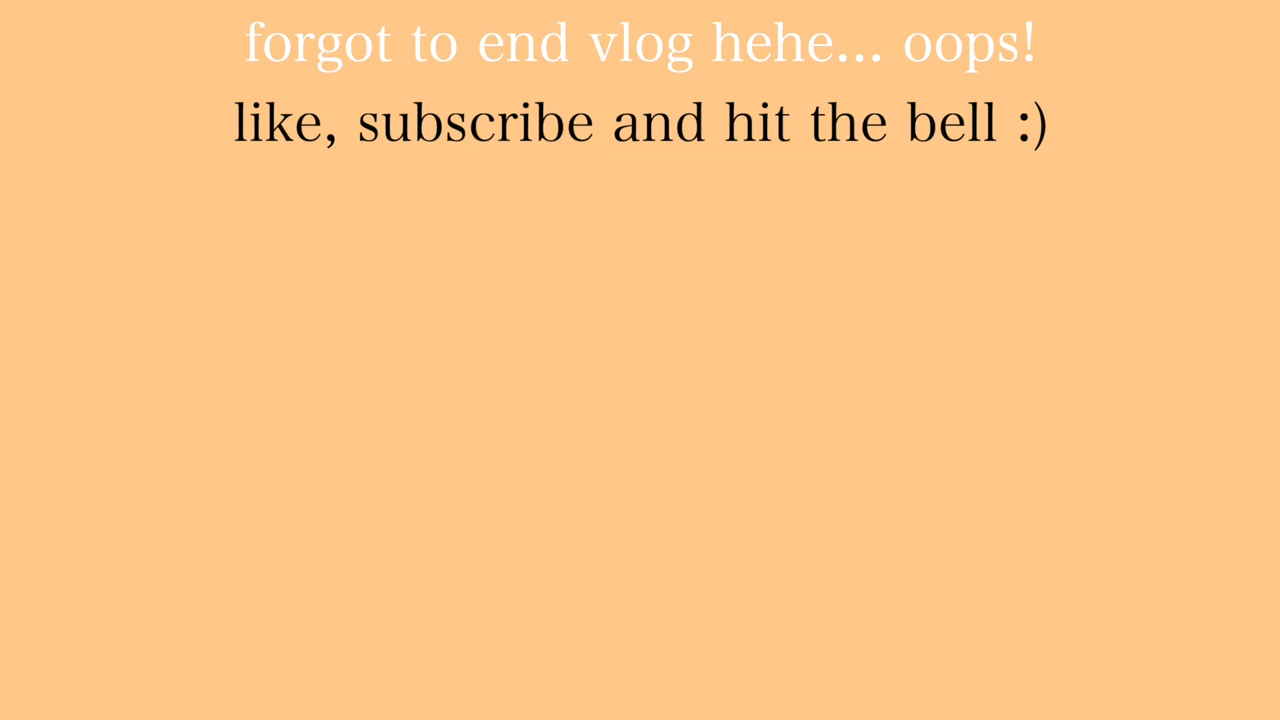 forgot to end vlog hehe... oops!
like, subscribe and hit the bell :)